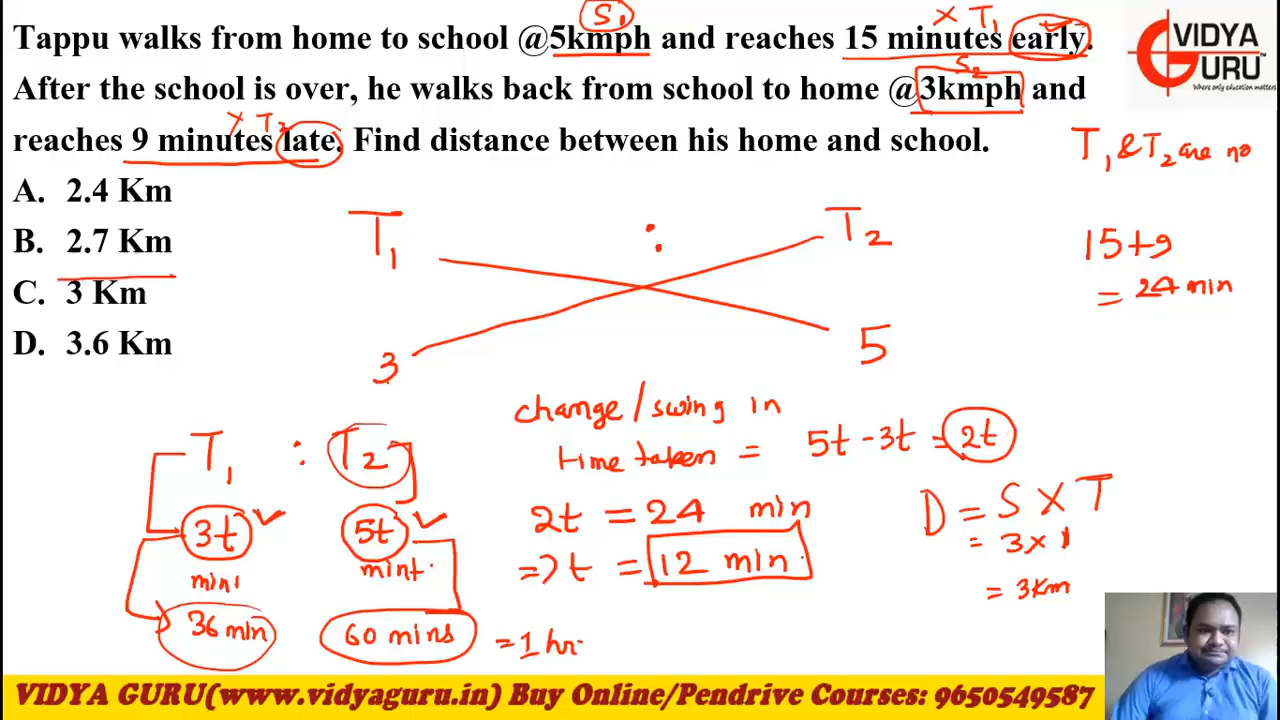 Tappu walks from home to school @5kmph and reaches 15 minutes early.
After the school is over, he walks back from school to home @3kmph and
reaches 9 minutes late. Find distance between his home and school.
A. 2.4 Km
B. 2.7 Km
C. 3 Km
D. 3.6 Km
VIDYA
GURU
Where only education matters
S1
X T1
S2
X T2
T1 & T2 are no
15+9
= 24 min
T1 : T2
3 5
change/swing in
time taken = 5t - 3t = 2t
T1 : T2
3t 5t
36 min 60 mins = 1 hr
2t = 24 min
=> t = 12 min
D = S X T
= 3 x 1
= 3Km
VIDYA GURU(www.vidyaguru.in) Buy Online/Pendrive Courses: 9650549587